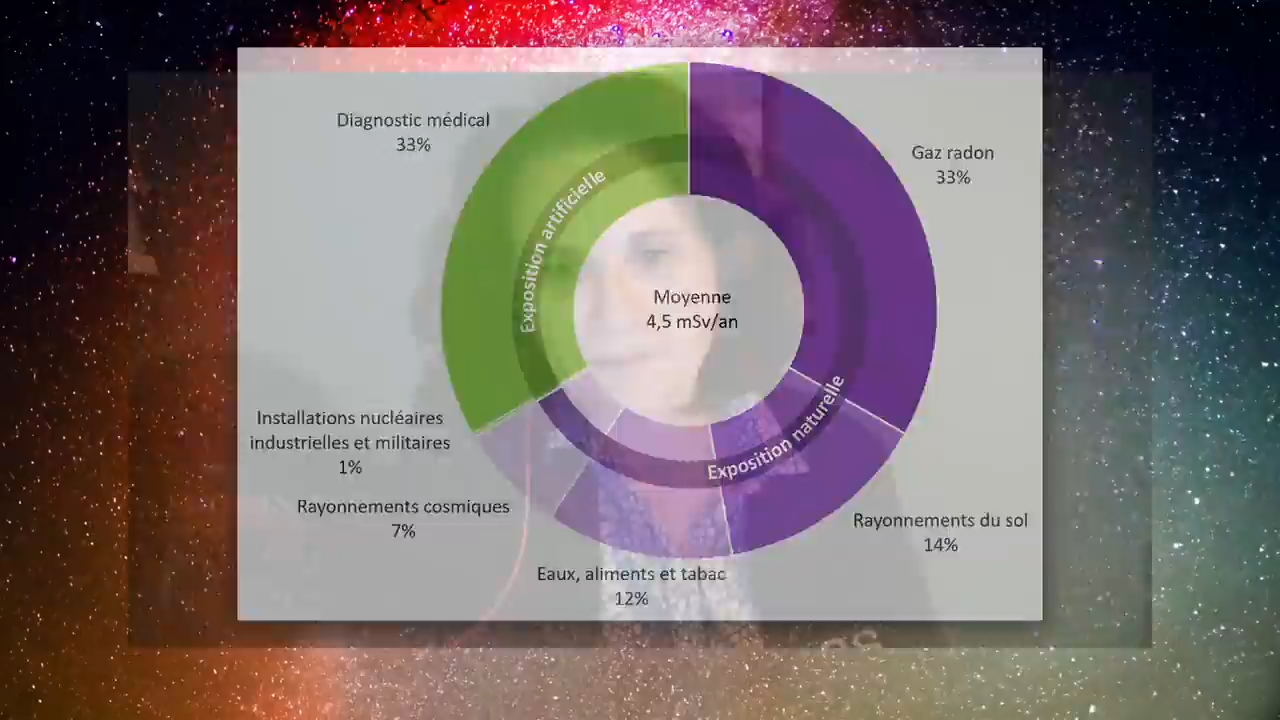 Diagnostic médical
33%
Gaz radon
33%
Exposition artificielle
Moyenne
4,5 mSv/an
Exposition naturelle
Installations nucléaires
industrielles et militaires
1%
Rayonnements cosmiques
7%
Rayonnements du sol
14%
Eaux, aliments et tabac
12%